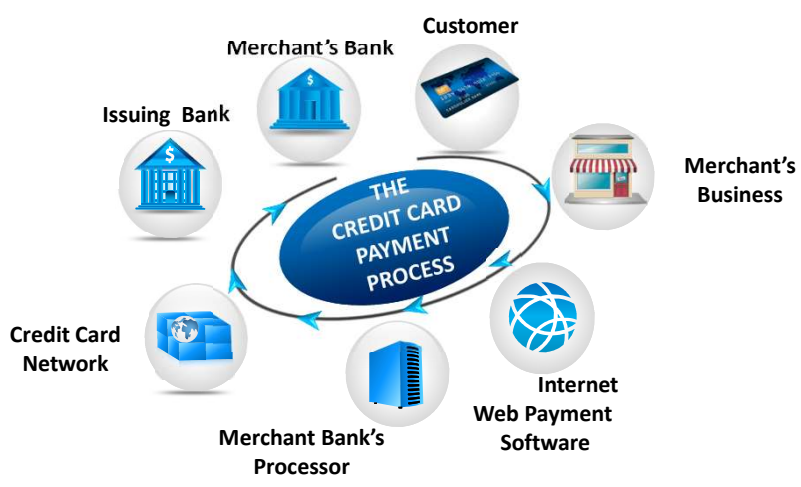 Customer
Merchant's Bank
Issuing Bank
Merchant's
Business
THE
CREDIT CARD
PAYMENT
PROCESS
Internet
Web Payment
Software
Merchant Bank's
Processor
Credit Card
Network
$
$